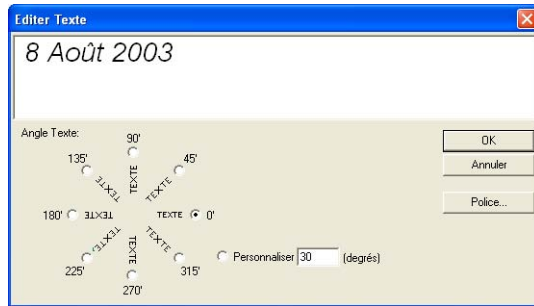 Editer Texte
8 Août 2003
Angle Texte:
90'
135'
45'
TEXTE
TEXTE
TEXTE
180'
TEXTE
TEXTE
0'
TEXTE
TEXTE
TEXTE
225'
315'
270'
Personnaliser 30 (degrés)
OK
Annuler
Police...